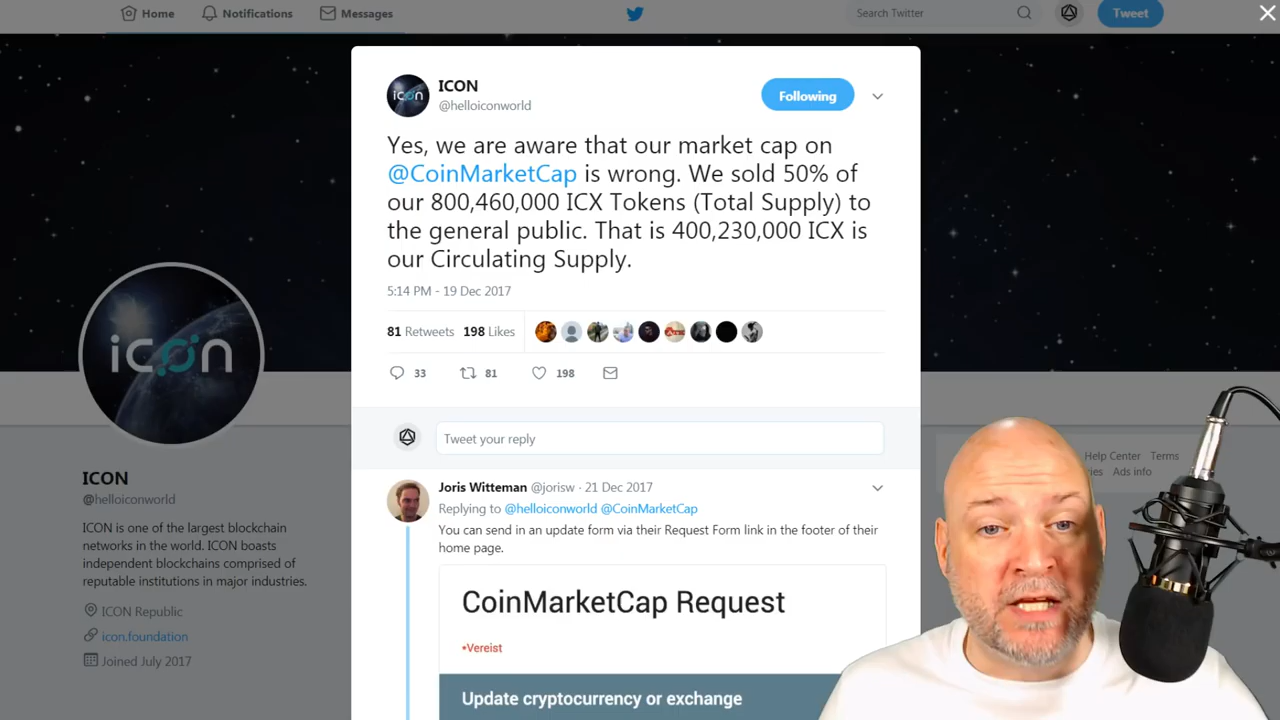 Home
Notifications
Messages
Search Twitter
Tweet
ICON
@helloiconworld
Following
Yes, we are aware that our market cap on
@CoinMarketCap is wrong. We sold 50% of
our 800,460,000 ICX Tokens (Total Supply) to
the general public. That is 400,230,000 ICX is
our Circulating Supply.
5:14 PM - 19 Dec 2017
81 Retweets 198 Likes
33 81 198
Tweet your reply
Joris Witteman @jorisw · 21 Dec 2017
Replying to @helloiconworld @CoinMarketCap
You can send in an update form via their Request Form link in the footer of their
home page.
CoinMarketCap Request
•Vereist
Update cryptocurrency or exchange
icon
ICON
@helloiconworld
ICON is one of the largest blockchain
networks in the world. ICON boasts
independent blockchains comprised of
reputable institutions in major industries.
ICON Republic
icon.foundation
Joined July 2017
Help Center Terms
Ads info